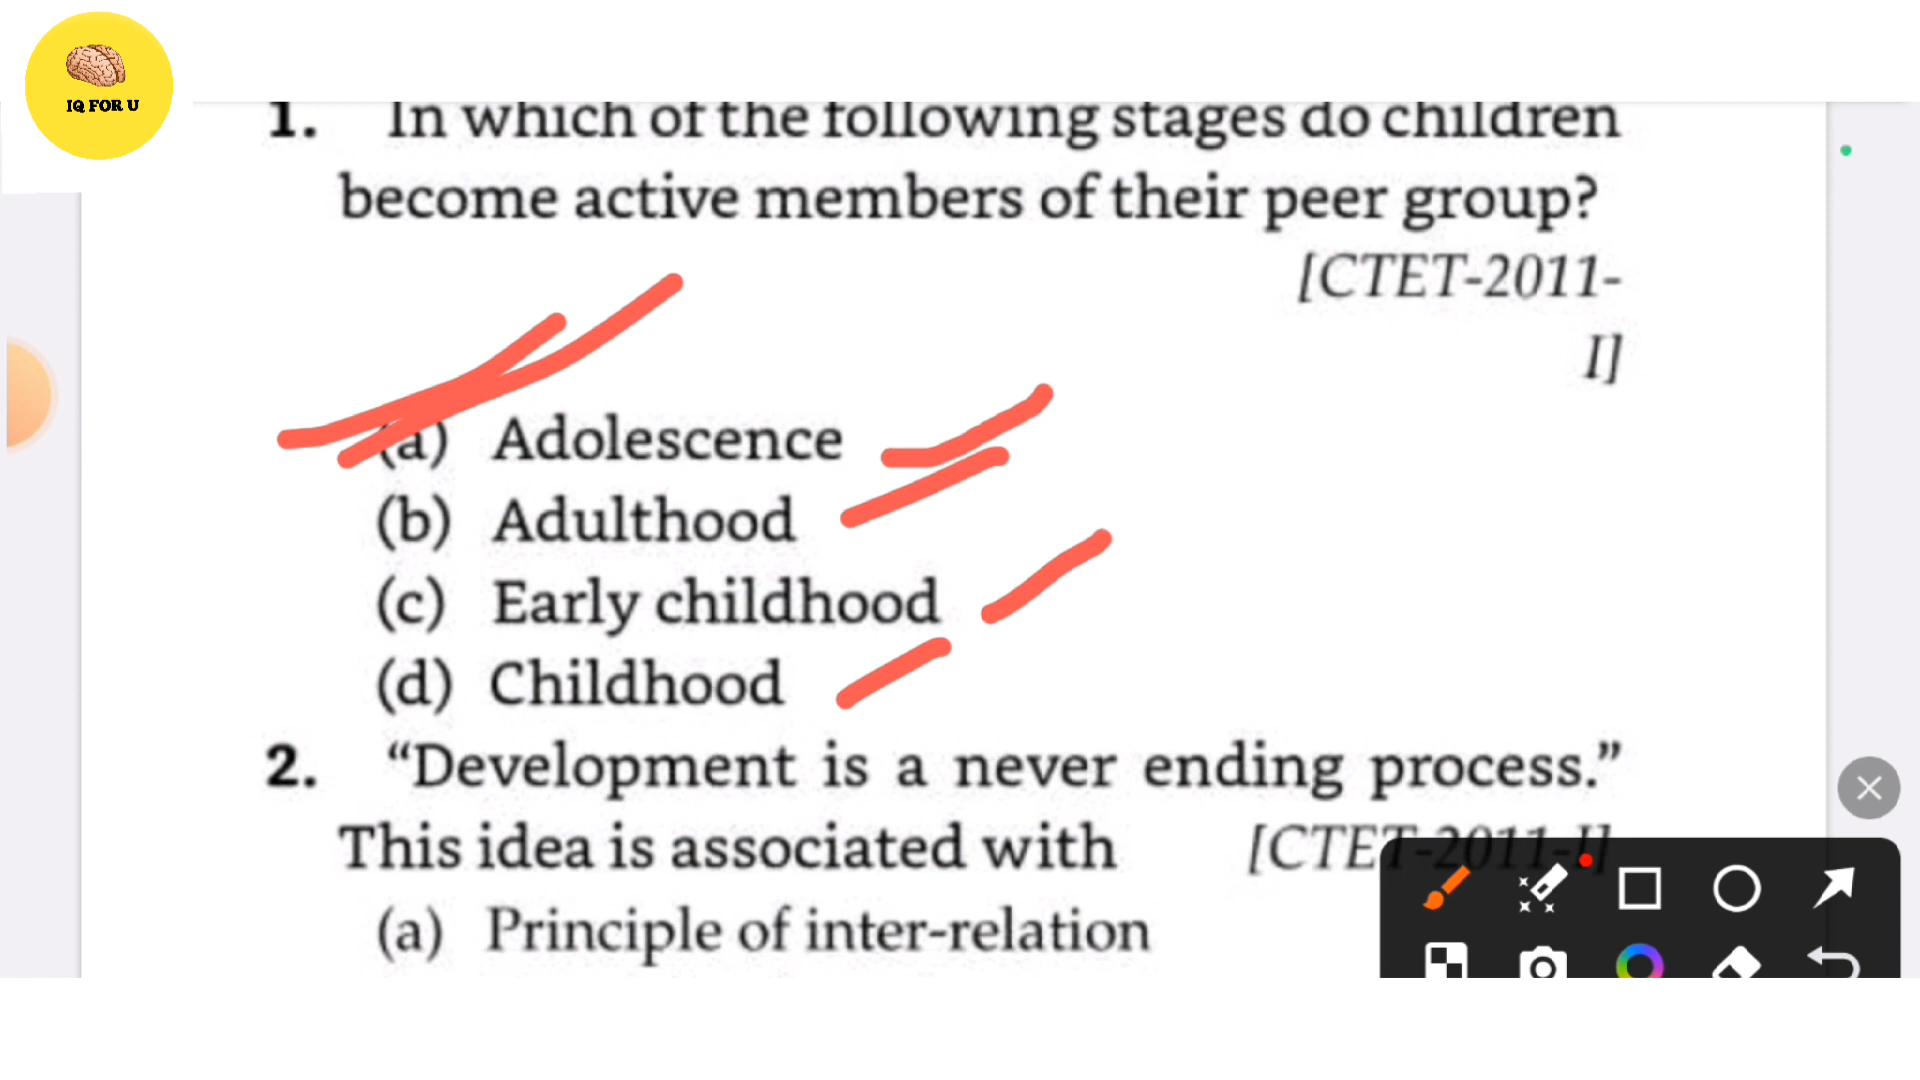 IQ FOR U
1. In which of the following stages do children
become active members of their peer group?
[CTET-2011-
I]
(a) Adolescence
(b) Adulthood
(c) Early childhood
(d) Childhood
2. “Development is a never ending process.”
This idea is associated with [CTET-2011-I]
(a) Principle of inter-relation